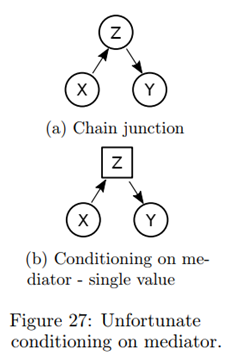 Z
X Y
(a) Chain junction
Z
X Y
(b) Conditioning on me-
diator - single value
Figure 27: Unfortunate
conditioning on mediator.